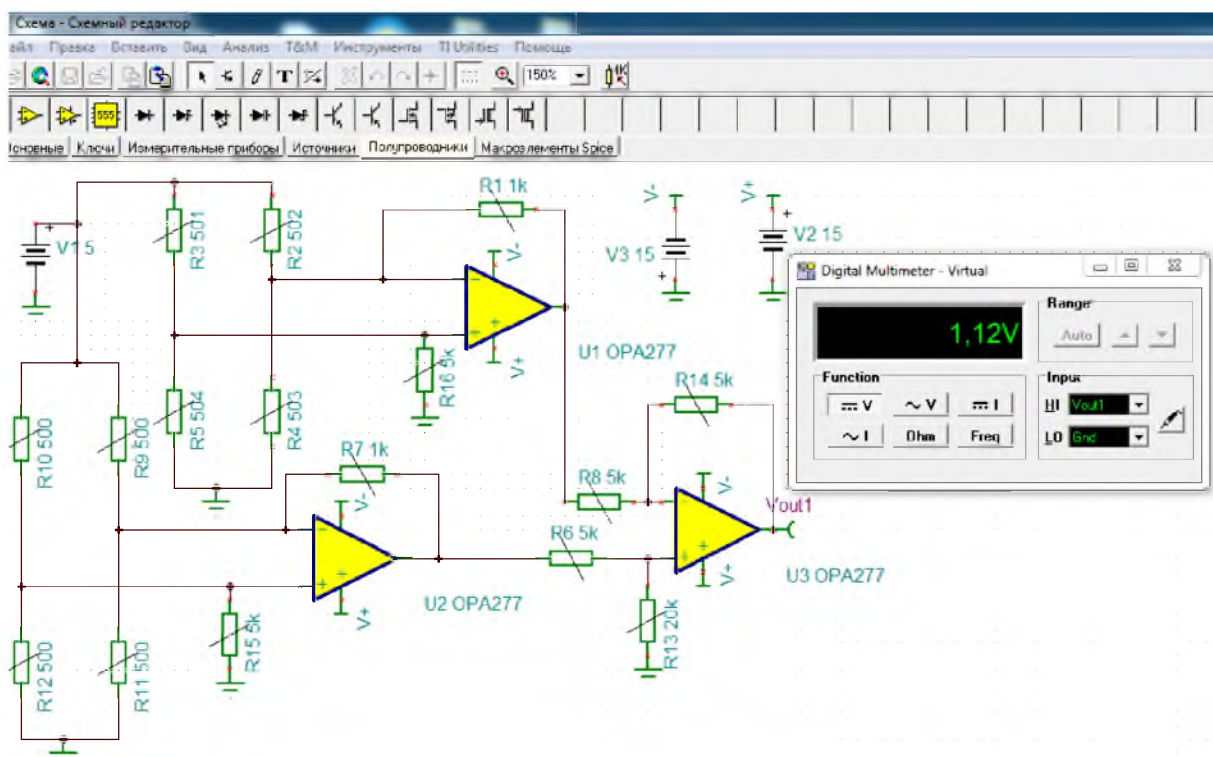 Схема - Схемный редактор
айл Правка Вставить Вид Анализ T&M Инструменты TI Utilities Помощь
150%
555
Основные Ключи Измерительные приборы Источники Полупроводники Макроэлементы Spice
R1 1k
V-
V+
R3 501
R2 502
V1 5
V-
V3 15
V2 15
Digital Multimeter - Virtual
Range
1,12V
Auto
U1 OPA277
V+
R16 5k
R14 5k
Function
Input
V
V
I
HI Vout1
I
Ohm
Freq
LO Gnd
R5 504
R4 503
R10 500
R9 500
R7 1k
R8 5k
V-
V-
Vout1
R6 5k
U3 OPA277
V+
U2 OPA277
V+
R15 5k
R13 20k
R12 500
R11 500